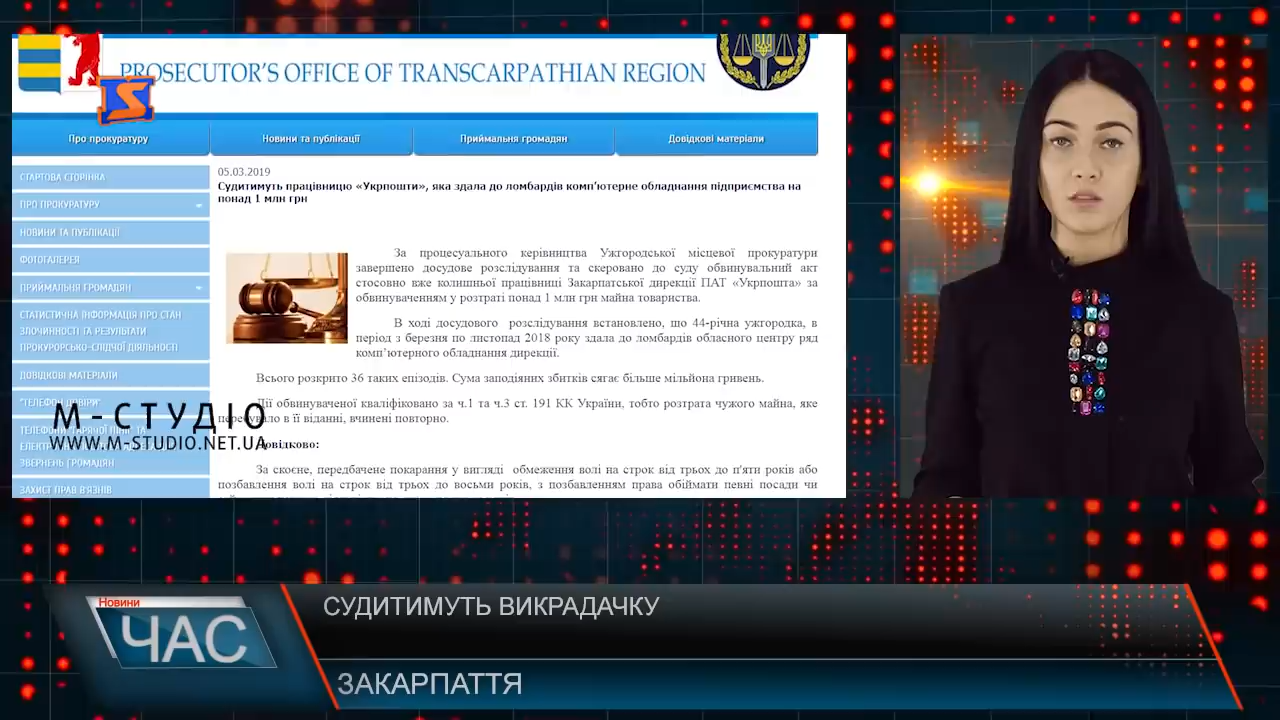 PROSECUTOR'S OFFICE OF TRANSCARPATHIAN REGION
Про прокуратуру
Новини та публікації
Приймальня громадян
Довідкові матеріали
СТАРТОВА СТОРІНКА
ПРО ПРОКУРАТУРУ
НОВИНИ ТА ПУБЛІКАЦІЇ
ФОТОГАЛЕРЕЯ
ПРИЙМАЛЬНЯ ГРОМАДЯН
СТАТИСТИЧНА ІНФОРМАЦІЯ ПРО СТАН
ЗЛОЧИННОСТІ ТА РЕЗУЛЬТАТИ
ПРОКУРОРСЬКО-СЛІДЧОЇ ДІЯЛЬНОСТІ
ДОВІДКОВІ МАТЕРІАЛИ
"ТЕЛЕФОН ДОВІРИ"
ЗВЕРНЕНЬ ГРОМАДЯН
ЗАХИСТ ПРАВ В'ЯЗНІВ
05.03.2019
Судитимуть працівницю «Укрпошти», яка здала до ломбардів комп'ютерне обладнання підприємства на
понад 1 млн грн
За процесуального керівництва Ужгородської місцевої прокуратури
завершено досудове розслідування та скеровано до суду обвинувальний акт
стосовно вже колишньої працівниці Закарпатської дирекції ПАТ «Укрпошта» за
обвинуваченням у розтраті понад 1 млн грн майна товариства.
В ході досудового розслідування встановлено, що 44-річна ужгородка, в
період з березня по листопад 2018 року здала до ломбардів обласного центру ряд
комп'ютерного обладнання дирекції.
Всього розкрито 36 таких епізодів. Сума заподіяних збитків сягає більше мільйона гривень.
Дії обвинуваченої кваліфіковано за ч.1 та ч.3 ст. 191 КК України, тобто розтрата чужого майна, яке
перебувало в її віданні, вчинені повторно.
Довідково:
За скоєне, передбачене покарання у вигляді обмеження волі на строк від трьох до п'яти років або
позбавлення волі на строк від трьох до восьми років, з позбавленням права обіймати певні посади чи
М-СТУДІО
WWW.M-STUDIO.NET.UA
Новини
ЧАС
СУДИТИМУТЬ ВИКРАДАЧКУ
ЗАКАРПАТТЯ